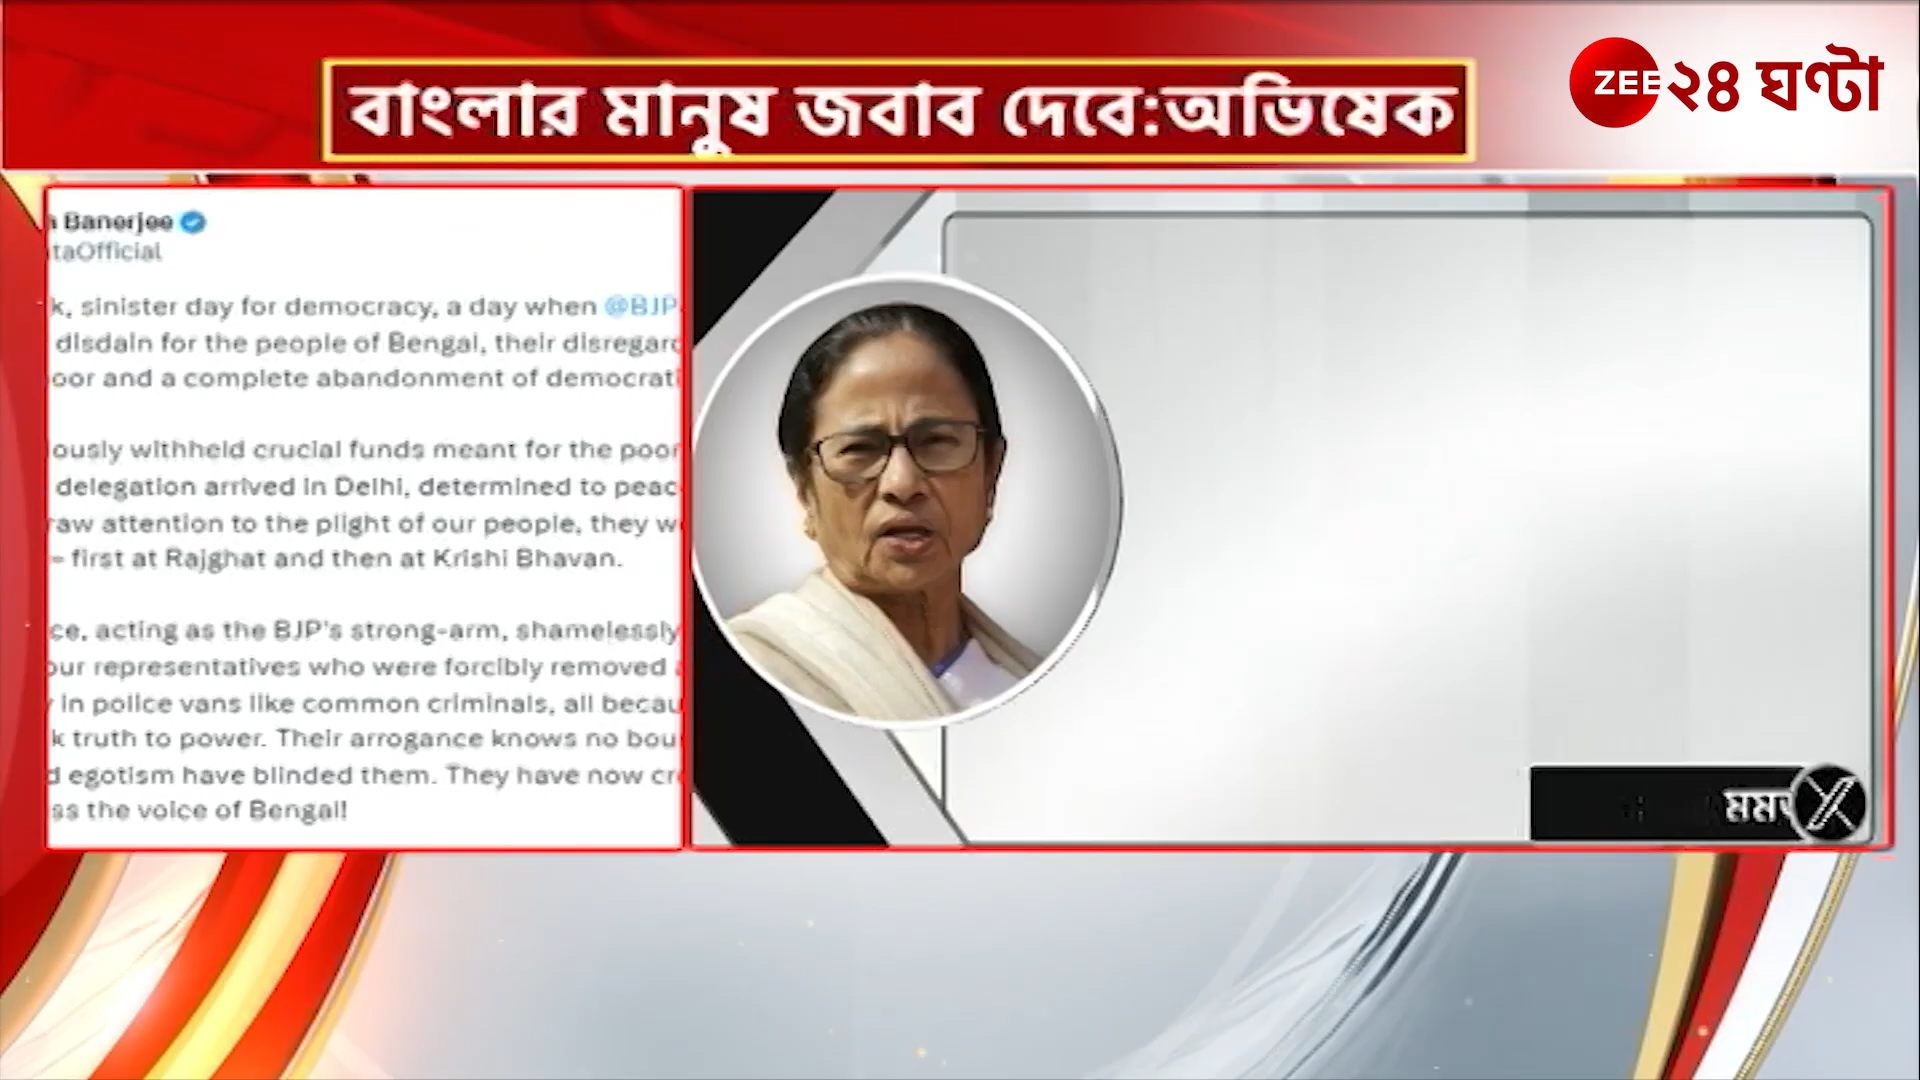 বাংলার মানুষ জবাব দেবে:অভিষেক
ZEE ২৪ ঘণ্টা
Banerjee
taOfficial
k, sinister day for democracy, a day when @BJP
disdain for the people of Bengal, their disregard
oor and a complete abandonment of democrati
ously withheld crucial funds meant for the poor
delegation arrived in Delhi, determined to peac
raw attention to the plight of our people, they w
– first at Rajghat and then at Krishi Bhavan.
ce, acting as the BJP's strong-arm, shamelessly
our representatives who were forcibly removed
in police vans like common criminals, all becau
k truth to power. Their arrogance knows no bou
d egotism have blinded them. They have now cr
ss the voice of Bengal!
মমত